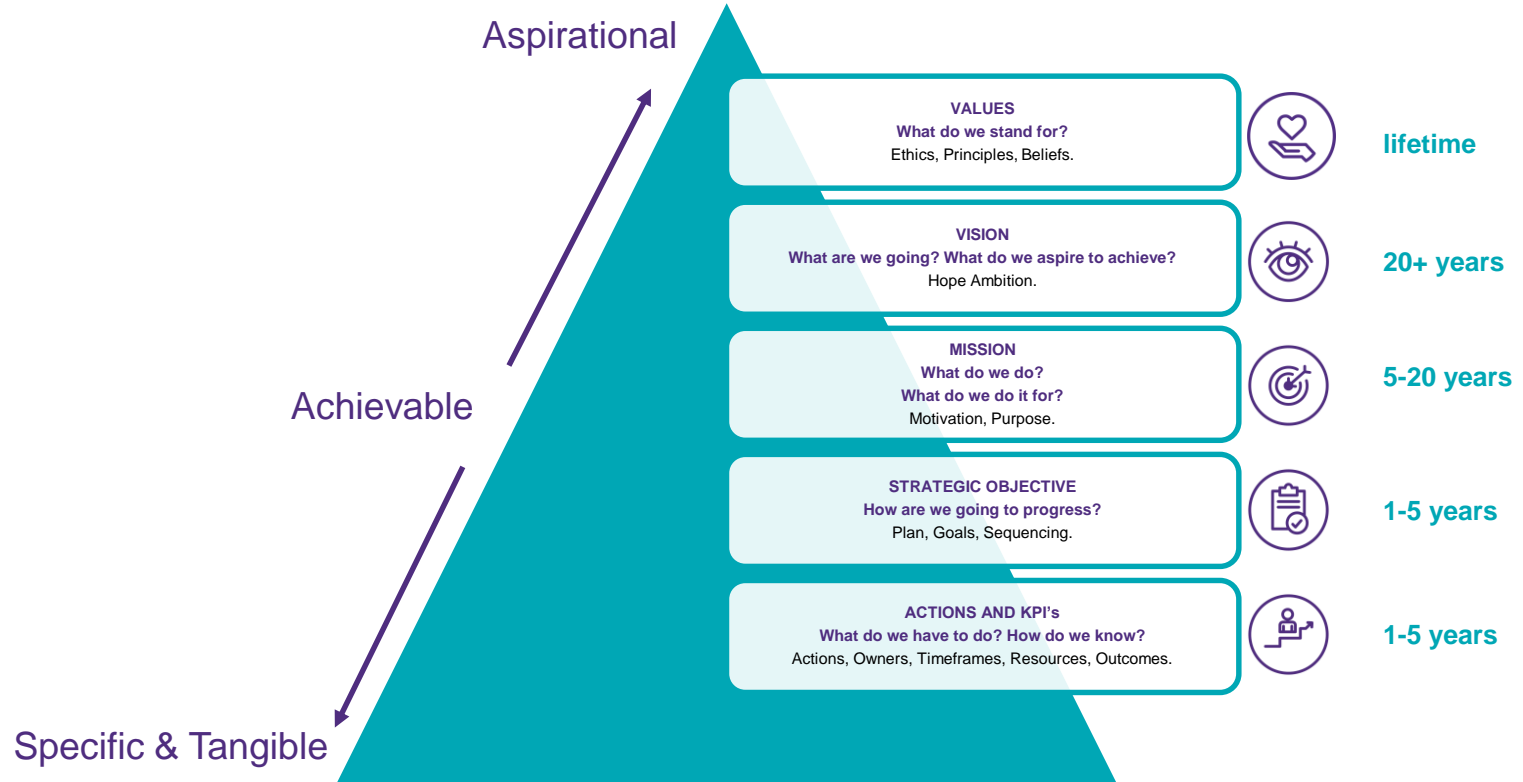 Aspirational
VALUES
What do we stand for?
Ethics, Principles, Beliefs.
lifetime
VISION
What are we going? What do we aspire to achieve?
Hope Ambition.
20+ years
MISSION
What do we do?
What do we do it for?
Motivation, Purpose.
5-20 years
Achievable
STRATEGIC OBJECTIVE
How are we going to progress?
Plan, Goals, Sequencing.
1-5 years
ACTIONS AND KPI’s
What do we have to do? How do we know?
Actions, Owners, Timeframes, Resources, Outcomes.
1-5 years
Specific & Tangible